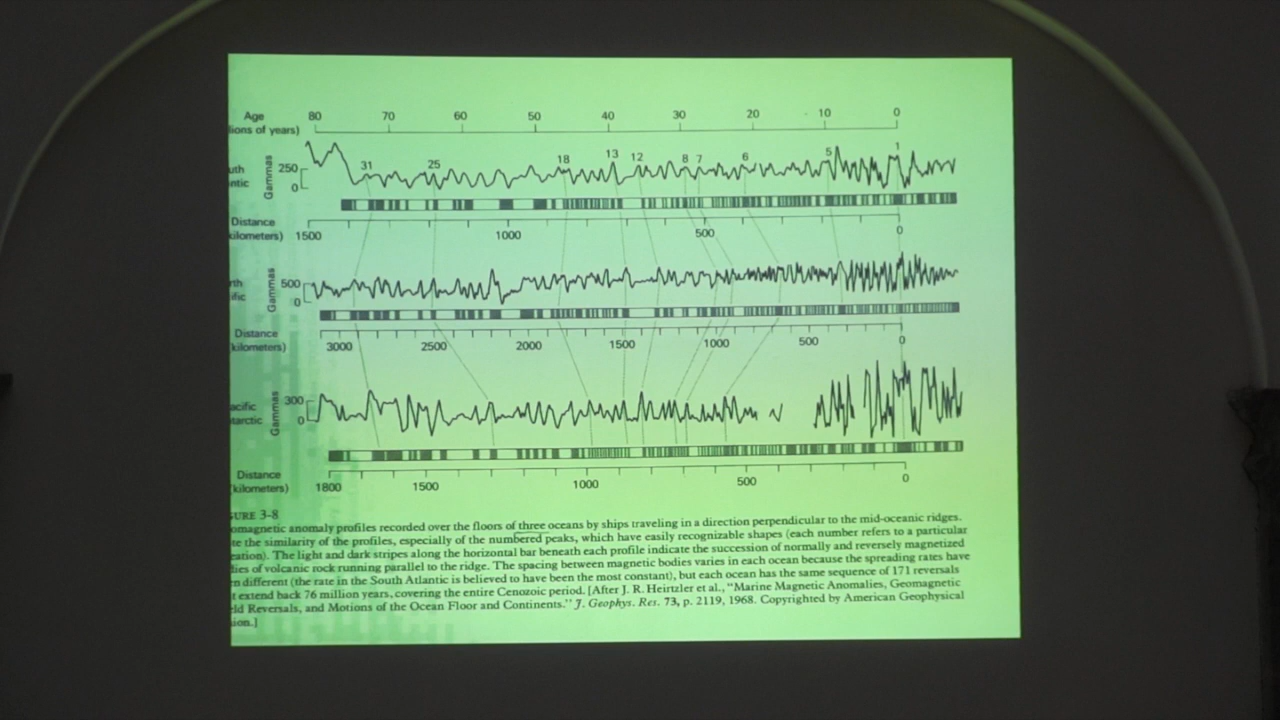 Age 80 70 60 50 40 30 20 10 0
lions of years)
31 25 18 13 12 8 7 6 5 1
uth 250
ntic 0
Gammas
Distance
kilometers) 1500 1000 500 0
rth 500
ific 0
Gammas
Distance
kilometers) 3000 2500 2000 1500 1000 500 0
acific 300
tarctic 0
Gammas
Distance
kilometers) 1800 1500 1000 500 0
GURE 3-8
omagnetic anomaly profiles recorded over the floors of three oceans by ships traveling in a direction perpendicular to the mid-oceanic ridges.
te the similarity of the profiles, especially of the numbered peaks, which have easily recognizable shapes (each number refers to a particular
cation). The light and dark stripes along the horizontal bar beneath each profile indicate the succession of normally and reversely magnetized
dies of volcanic rock running parallel to the ridge. The spacing between magnetic bodies varies in each ocean because the spreading rates have
n different (the rate in the South Atlantic is believed to have been the most constant), but each ocean has the same sequence of 171 reversals
t extend back 76 million years, covering the entire Cenozoic period. [After J. R. Heirtzler et al., "Marine Magnetic Anomalies, Geomagnetic
ld Reversals, and Motions of the Ocean Floor and Continents." J. Geophys. Res. 73, p. 2119, 1968. Copyrighted by American Geophysical
ion.]